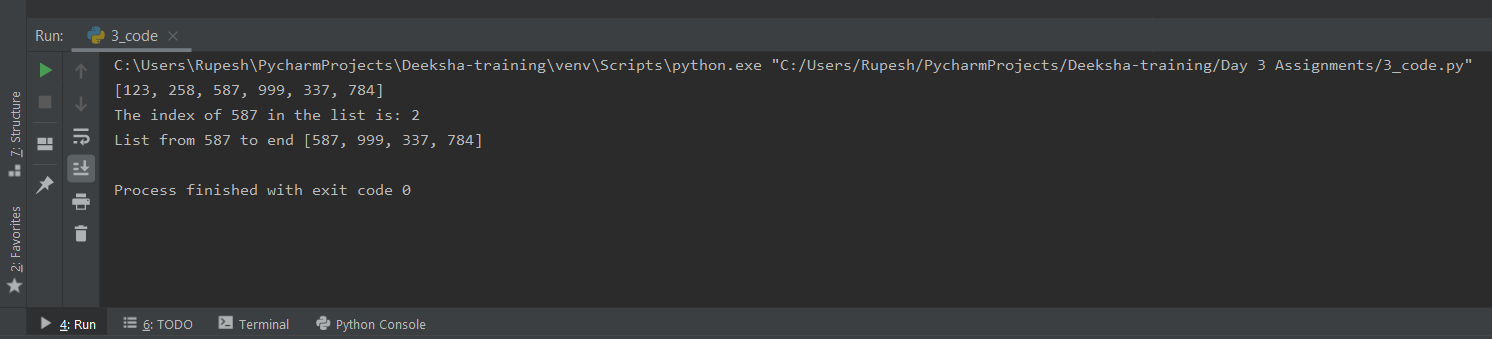 Run:
3_code
C:\Users\Rupesh\PycharmProjects\Deeksha-training\venv\Scripts\python.exe "C:/Users/Rupesh/PycharmProjects/Deeksha-training/Day 3 Assignments/3_code.py"
[123, 258, 587, 999, 337, 784]
The index of 587 in the list is: 2
List from 587 to end [587, 999, 337, 784]
Process finished with exit code 0
7: Structure
2: Favorites
4: Run
6: TODO
Terminal
Python Console